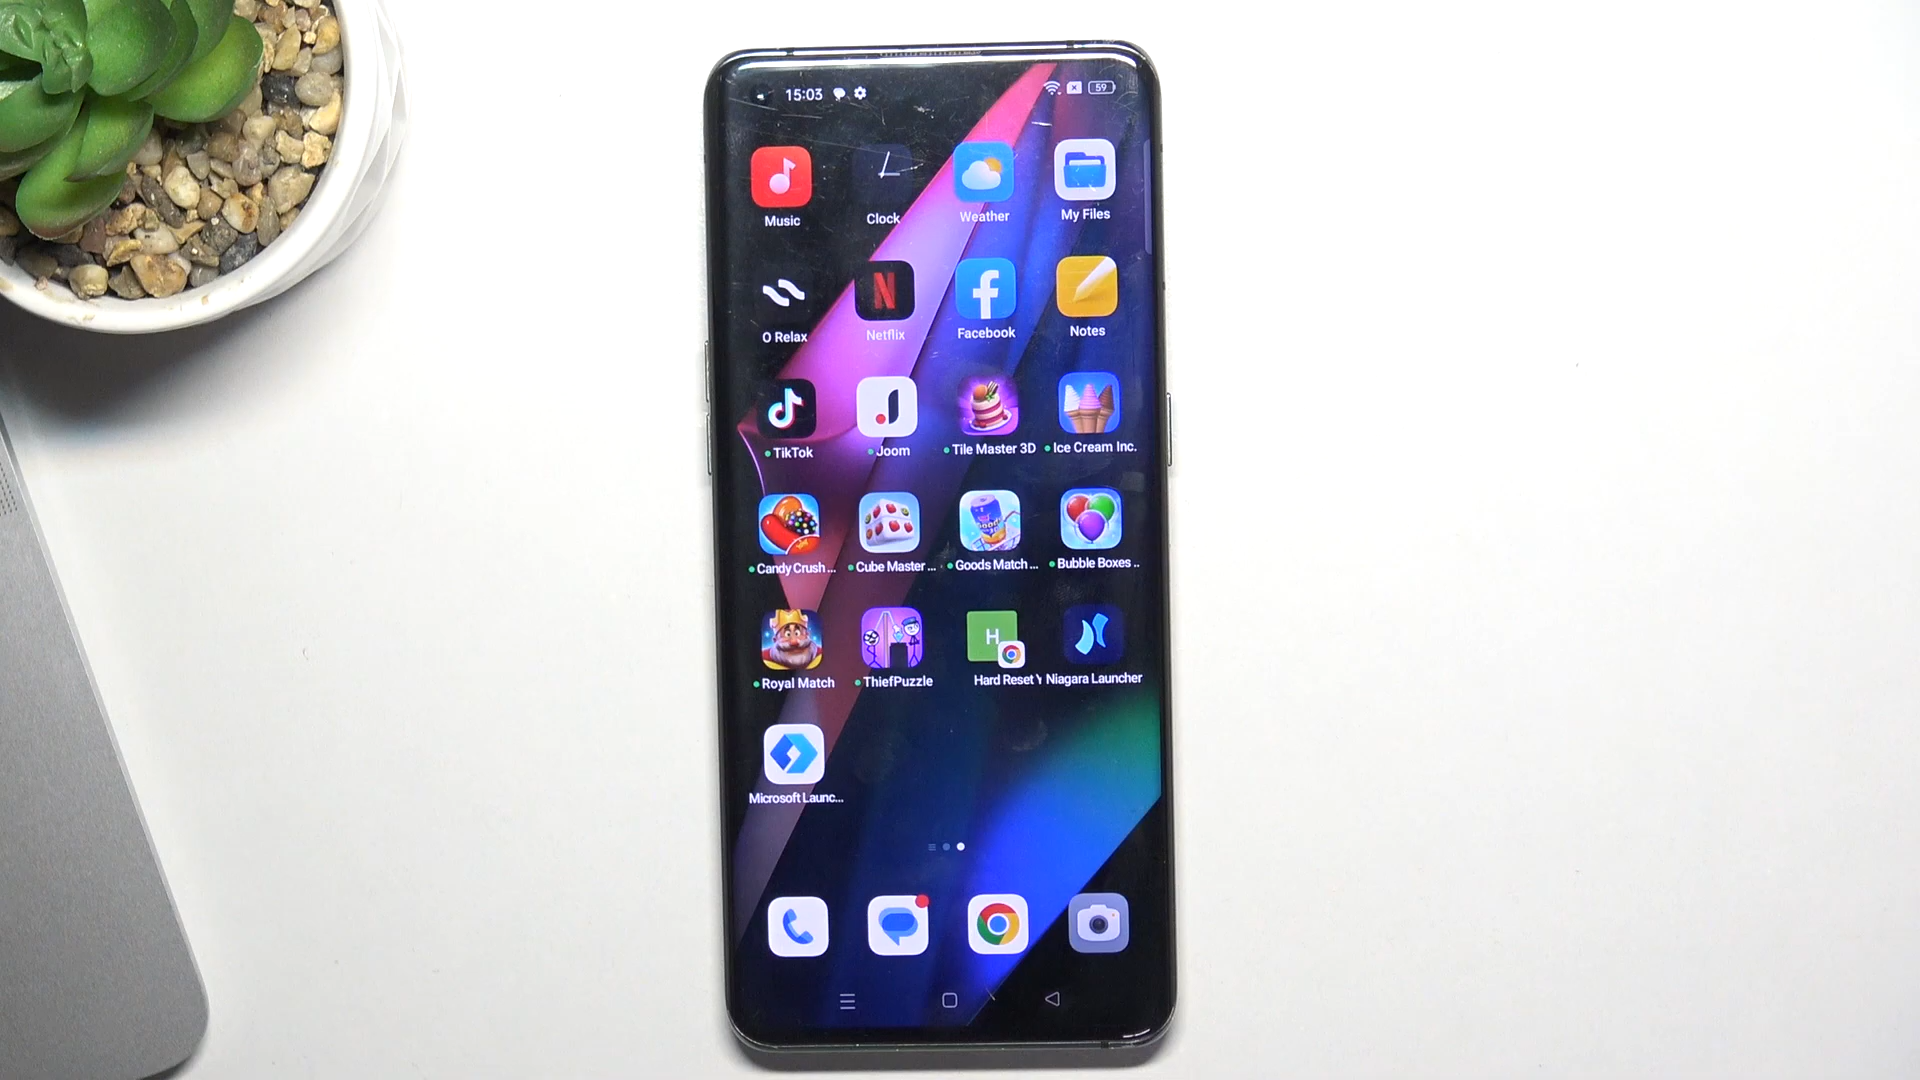 15:03 59
Music Clock Weather My Files
N
O Relax Netflix Facebook Notes
TikTok Joom Tile Master 3D Ice Cream Inc.
Candy Crush ... Cube Master ... Goods Match ... Bubble Boxes ..
H
Royal Match ThiefPuzzle Hard Reset Y Niagara Launcher
Microsoft Launc...